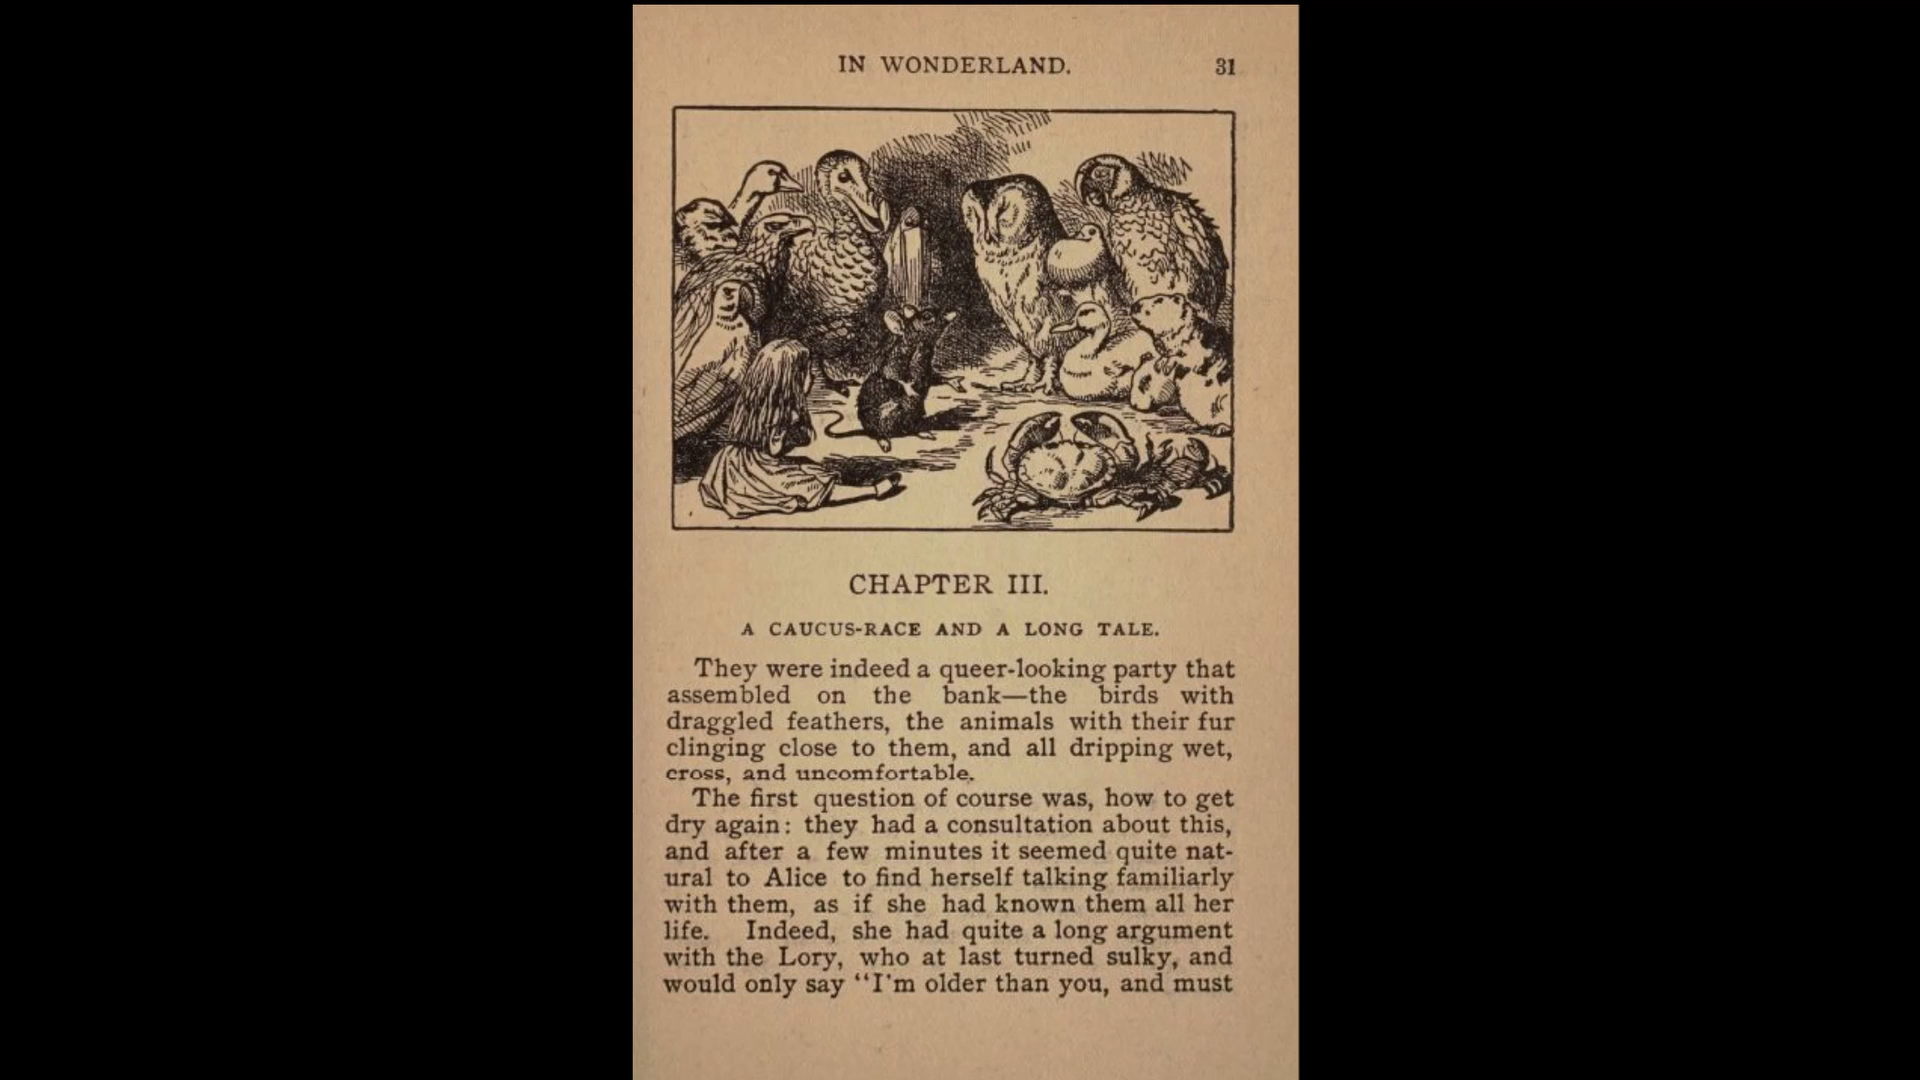 IN WONDERLAND. 31
CHAPTER III.
A CAUCUS-RACE AND A LONG TALE.
They were indeed a queer-looking party that
assembled on the bank—the birds with
draggled feathers, the animals with their fur
clinging close to them, and all dripping wet,
cross, and uncomfortable.
The first question of course was, how to get
dry again: they had a consultation about this,
and after a few minutes it seemed quite nat-
ural to Alice to find herself talking familiarly
with them, as if she had known them all her
life. Indeed, she had quite a long argument
with the Lory, who at last turned sulky, and
would only say “I'm older than you, and must